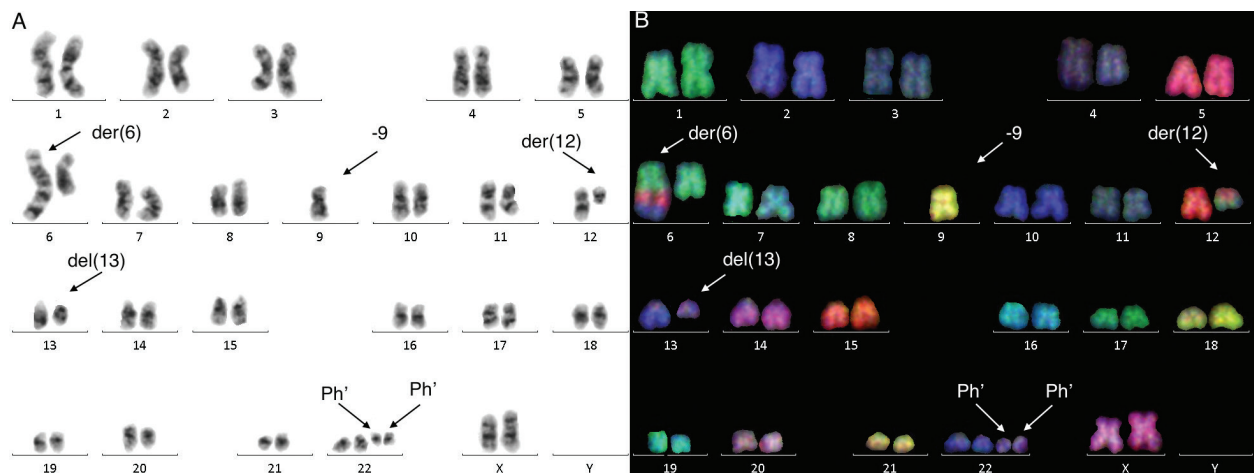 A
1 2 3 4 5
der(6) -9 der(12)
6 7 8 9 10 11 12
del(13)
13 14 15 16 17 18
Ph' Ph'
19 20 21 22 X Y
B
1 2 3 4 5
der(6) -9 der(12)
6 7 8 9 10 11 12
del(13)
13 14 15 16 17 18
Ph' Ph'
19 20 21 22 X Y